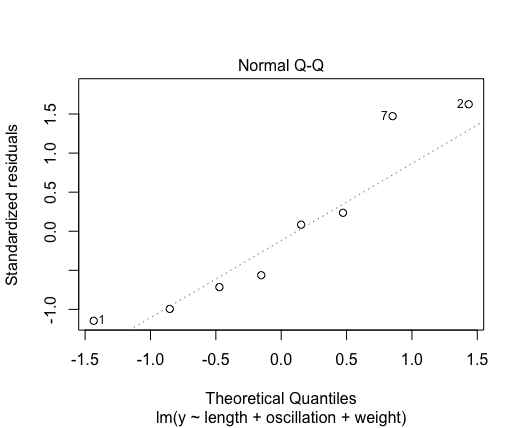 Normal Q-Q
Standardized residuals
1.5
1.0
0.5
0.0
-1.0
1
7
2
-1.5 -1.0 -0.5 0.0 0.5 1.0 1.5
Theoretical Quantiles
lm(y ~ length + oscillation + weight)